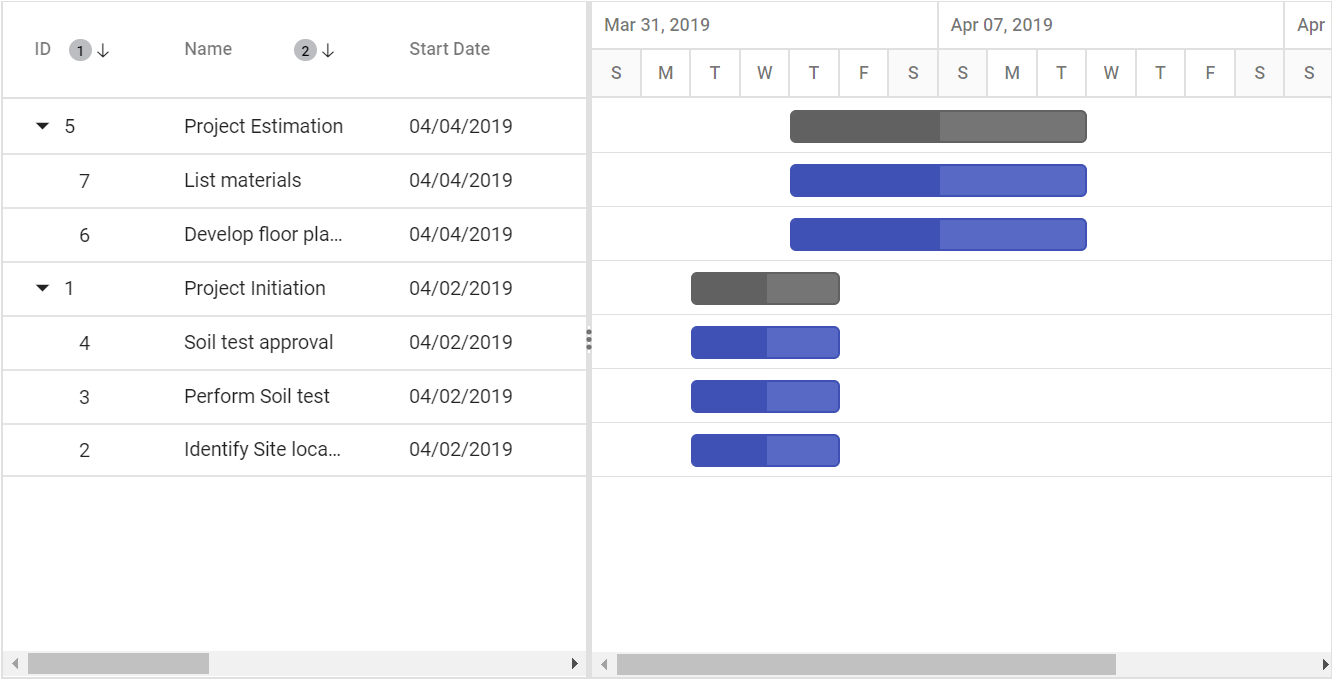 ID 1 Name 2 Start Date
Mar 31, 2019 Apr 07, 2019 Apr
S M T W T F S S M T W T F S S
5 Project Estimation 04/04/2019
7 List materials 04/04/2019
6 Develop floor pla... 04/04/2019
1 Project Initiation 04/02/2019
4 Soil test approval 04/02/2019
3 Perform Soil test 04/02/2019
2 Identify Site loca... 04/02/2019